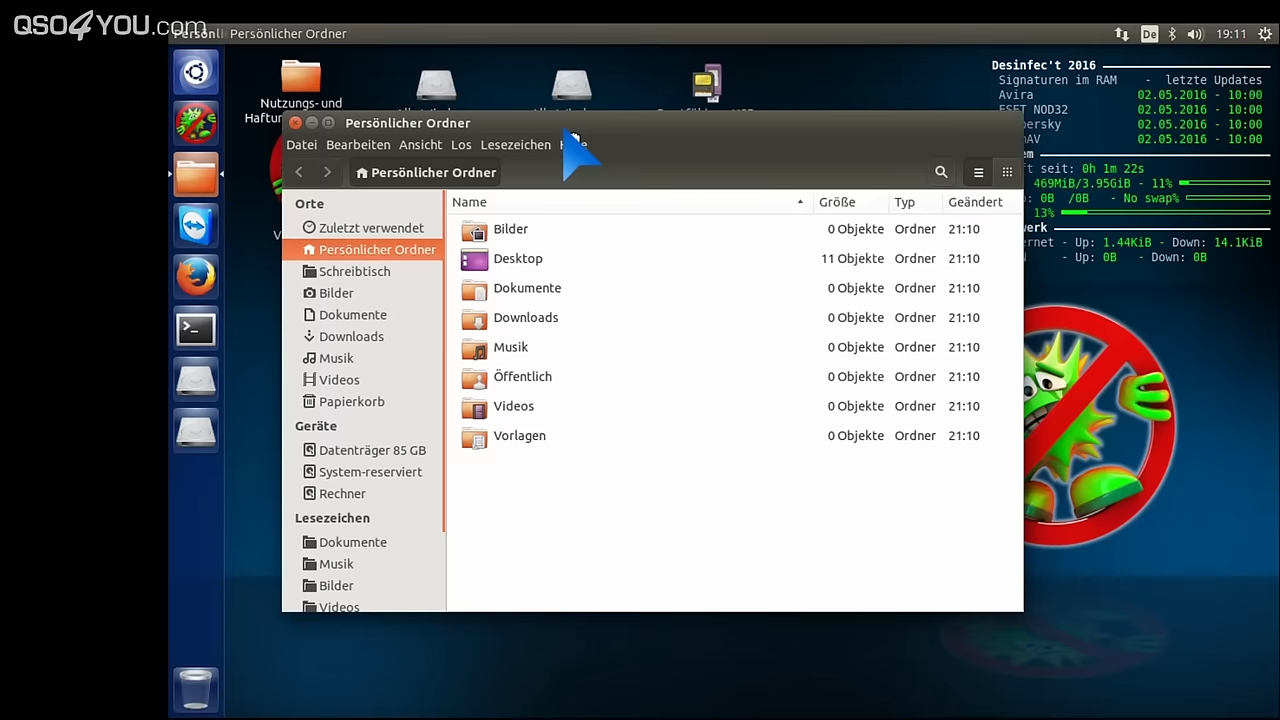 QSO4YOU.com
Persönlicher Ordner
De
19:11
Nutzungs- und
Desinfec't 2016
Signaturen im RAM - letzte Updates
Avira 02.05.2016 - 10:00
ESET NOD32 02.05.2016 - 10:00
02.05.2016 - 10:00
02.05.2016 - 10:00
seit: 0h 1m 22s
469MiB/3.95GiB - 11%
0B /0B - No swap%
13%
- Up: 1.44KiB - Down: 14.1KiB
- Up: 0B - Down: 0B
Persönlicher Ordner
Datei Bearbeiten Ansicht Los Lesezeichen
Persönlicher Ordner
Orte
Zuletzt verwendet
Persönlicher Ordner
Schreibtisch
Bilder
Dokumente
Downloads
Musik
Videos
Papierkorb
Geräte
Datenträger 85 GB
System-reserviert
Rechner
Lesezeichen
Dokumente
Musik
Bilder
Videos
Name Größe Typ Geändert
Bilder 0 Objekte Ordner 21:10
Desktop 11 Objekte Ordner 21:10
Dokumente 0 Objekte Ordner 21:10
Downloads 0 Objekte Ordner 21:10
Musik 0 Objekte Ordner 21:10
Öffentlich 0 Objekte Ordner 21:10
Videos 0 Objekte Ordner 21:10
Vorlagen 0 Objekte Ordner 21:10